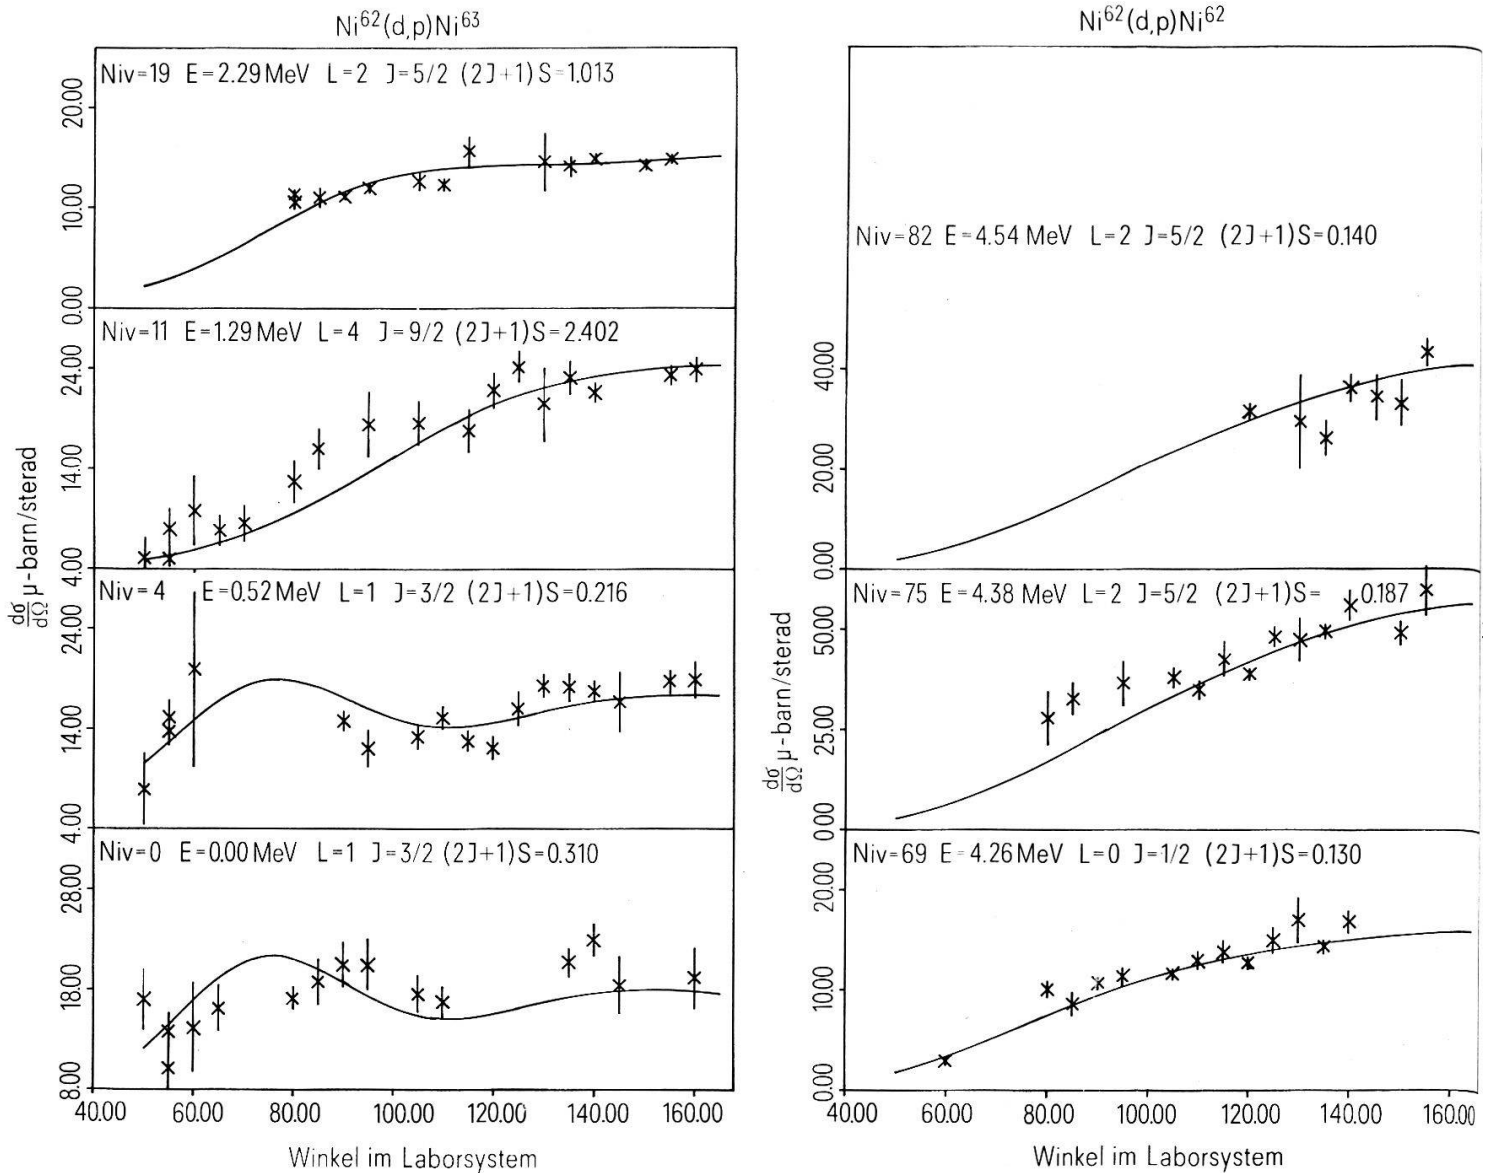 Ni⁶²(d,p)Ni⁶³
Niv=19 E=2.29 MeV L=2 J=5/2 (2J+1)S=1.013
20.00
10.00
0.00
Niv=11 E=1.29 MeV L=4 J=9/2 (2J+1)S=2.402
24.00
14.00
4.00
Niv=4 E=0.52 MeV L=1 J=3/2 (2J+1)S=0.216
24.00
14.00
4.00
Niv=0 E=0.00 MeV L=1 J=3/2 (2J+1)S=0.310
28.00
18.00
8.00
dσ/dΩ μ-barn/sterad
40.00 60.00 80.00 100.00 120.00 140.00 160.00
Winkel im Laborsystem
Ni⁶²(d,p)Ni⁶²
Niv=82 E=4.54 MeV L=2 J=5/2 (2J+1)S=0.140
40.00
20.00
0.00
Niv=75 E=4.38 MeV L=2 J=5/2 (2J+1)S= 0.187
50.00
25.00
0.00
Niv=69 E=4.26 MeV L=0 J=1/2 (2J+1)S=0.130
20.00
10.00
0.00
dσ/dΩ μ-barn/sterad
40.00 60.00 80.00 100.00 120.00 140.00 160.00
Winkel im Laborsystem